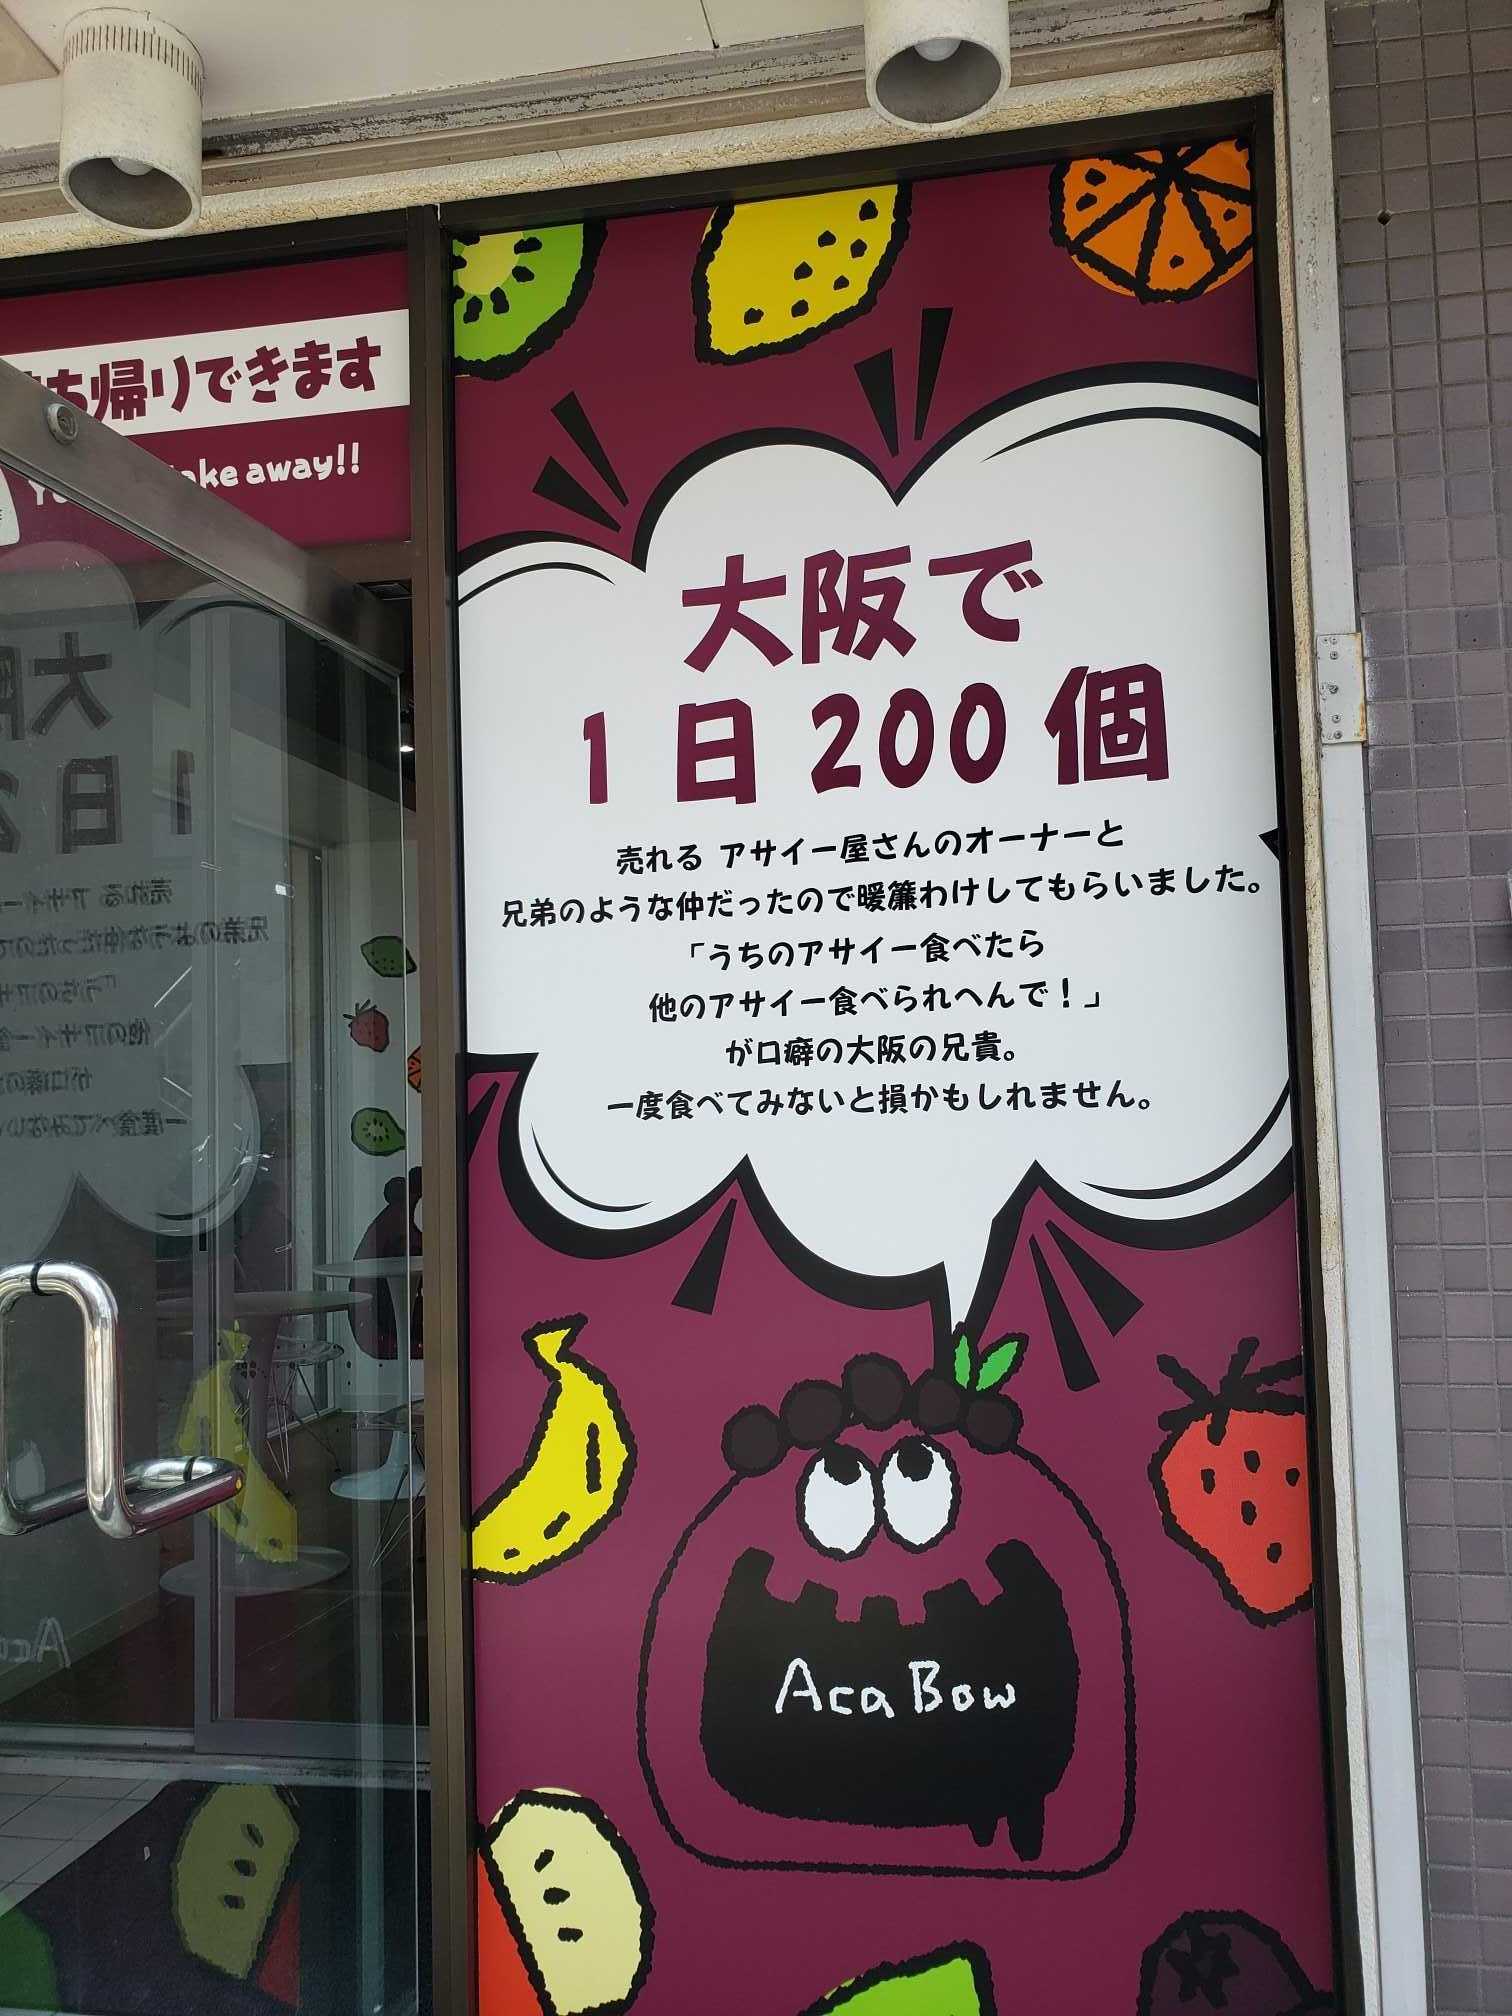 ち帰りできます
ake away!!
大阪で
1日200個
売れる アサイー屋さんのオーナーと
兄弟のような仲だったので暖簾わけしてもらいました。
「うちのアサイー食べたら
他のアサイー食べられへんで！」
が口癖の大阪の兄貴。
一度食べてみないと損かもしれません。
Aca Bow